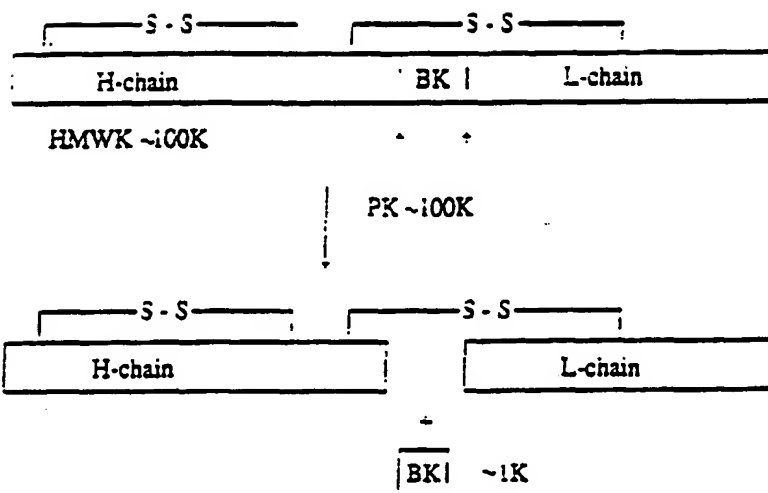 S - S S - S
H-chain BK L-chain
HMWK ~100K
PK ~100K
S - S S - S
H-chain L-chain
+
BK ~1K